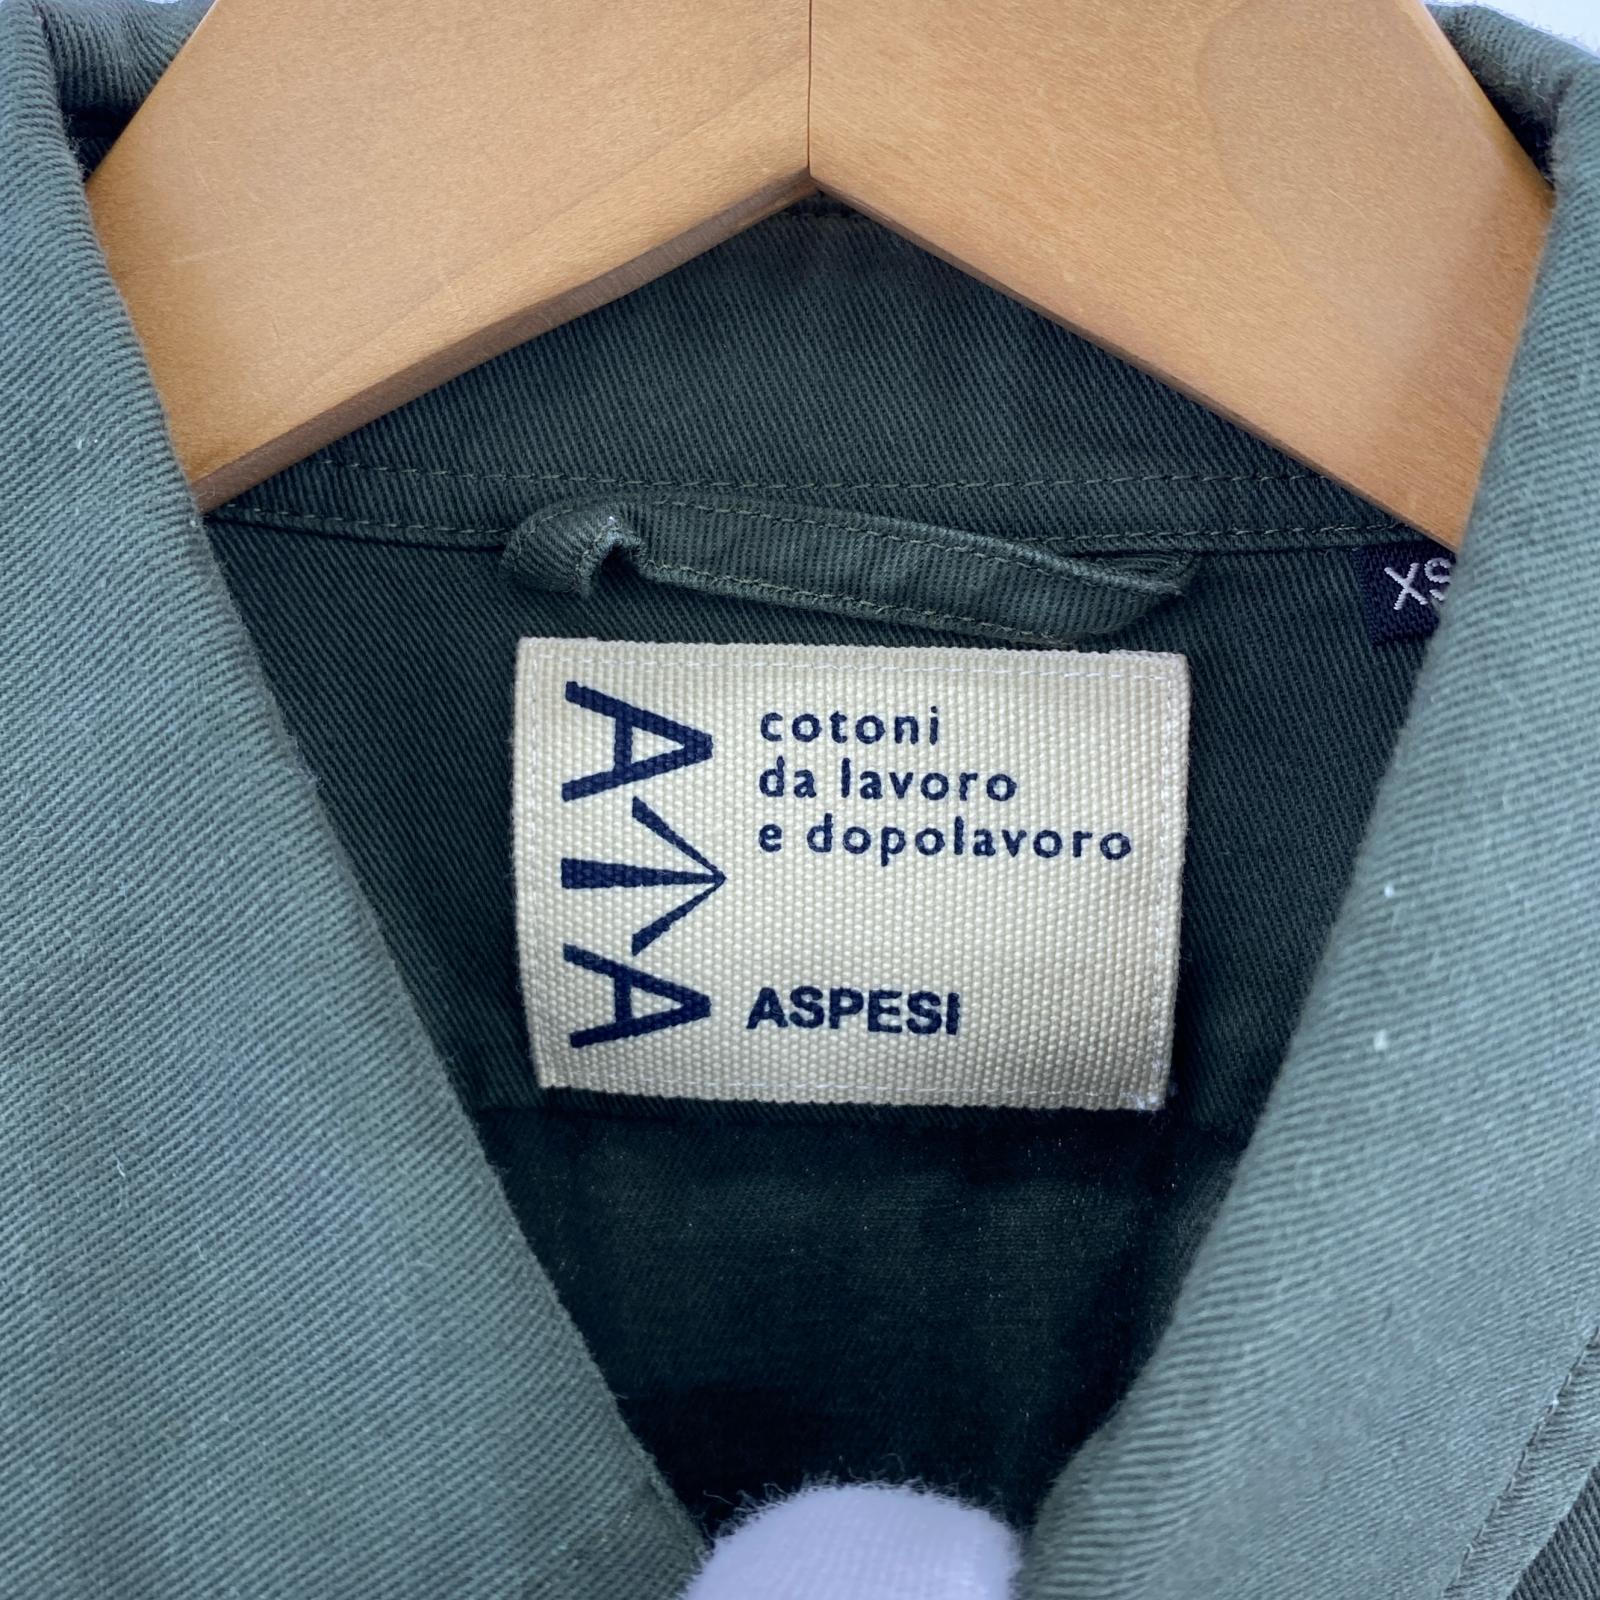 XS
cotoni
da lavoro
e dopolavoro
ASPESI